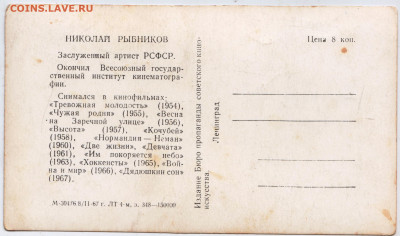 COINS.LAV.RU
НИКОЛАЙ РЫБНИКОВ
Заслуженный артист РСФСР.
Окончил Всесоюзный государ-
ственный институт кинематогра-
фии.
Снимался в кинофильмах:
«Тревожная молодость» (1954),
«Чужая родня» (1955), «Весна
на Заречной улице» (1956),
«Высота» (1957), «Кочубей»
(1958), «Нормандия — Неман»
(1960), «Две жизни», «Девчата»
(1961), «Им покоряется небо»
(1963), «Хоккеисты» (1965), «Вой-
на и мир» (1966), «Дядюшкин сон»
(1967).
1967 г. ЛТ
Издание Бюро пропаганды советского кино-
искусства.
Ленинград
Цена 8 коп.